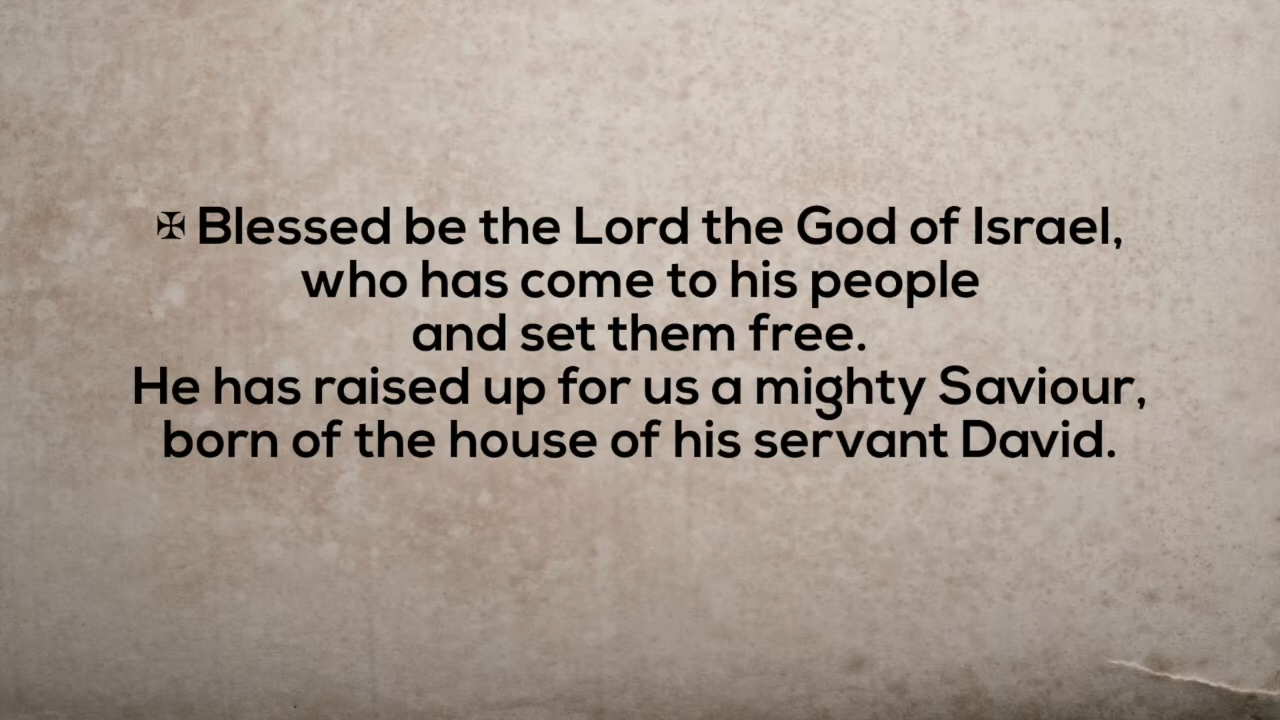 ✠ Blessed be the Lord the God of Israel,
who has come to his people
and set them free.
He has raised up for us a mighty Saviour,
born of the house of his servant David.